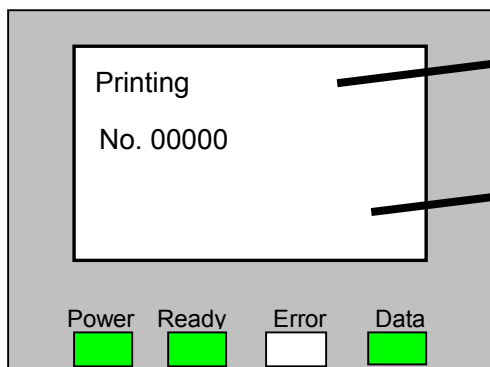 Printing
No. 00000
Power Ready Error Data